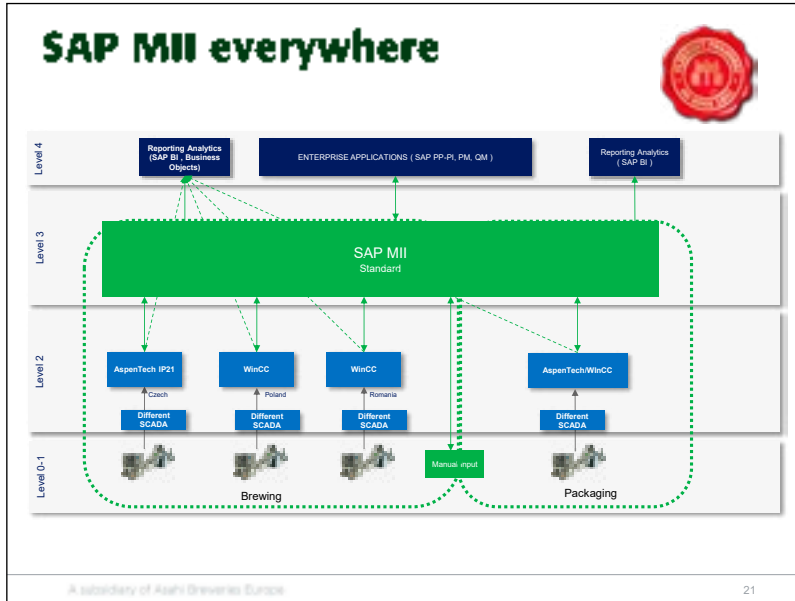 SAP MII everywhere
Level 4
Reporting Analytics
(SAP BI , Business
Objects)
ENTERPRISE APPLICATIONS ( SAP PP-PI, PM, QM )
Reporting Analytics
( SAP BI )
Level 3
SAP MII
Standard
Level 2
AspenTech IP21
WinCC
WinCC
AspenTech/WInCC
Czech
Poland
Romania
Different
SCADA
Different
SCADA
Different
SCADA
Different
SCADA
Level 0-1
Manual input
Brewing
Packaging
A subsidiary of Asahi Breweries Europe
21